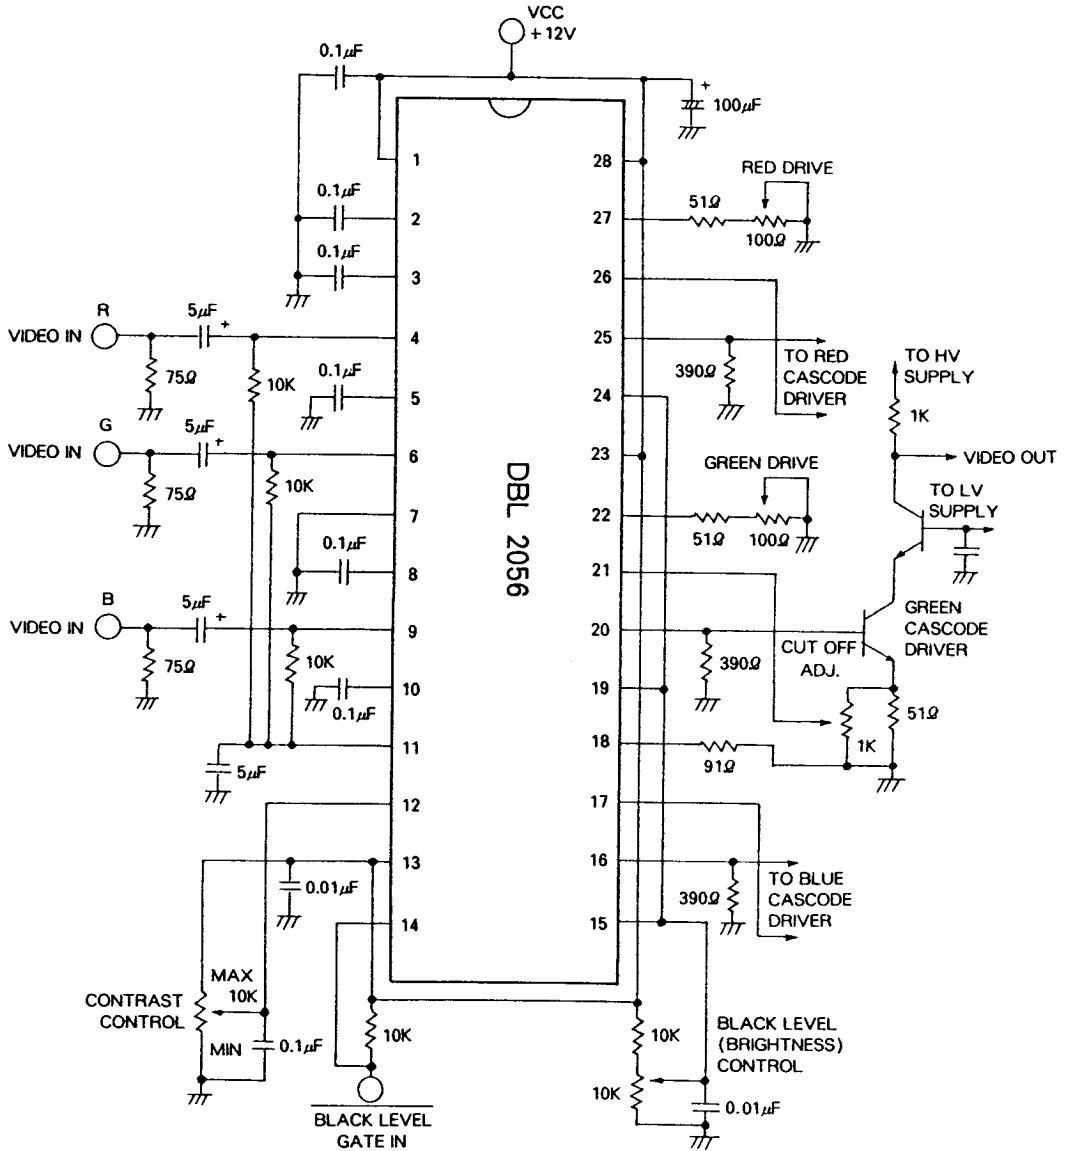 VCC
+12V
0.1µF
+
100µF
1
28
RED DRIVE
0.1µF
51Ω
2
27
100Ω
0.1µF
3
26
R
5µF
+
VIDEO IN
4
25
75Ω
10K
0.1µF
390Ω
TO RED
CASCODE
DRIVER
TO HV
SUPPLY
5
24
1K
G
5µF
+
VIDEO IN
6
23
GREEN DRIVE
VIDEO OUT
75Ω
10K
TO LV
SUPPLY
7
22
51Ω
100Ω
0.1µF
8
21
DBL 2056
B
5µF
+
VIDEO IN
9
20
GREEN
CASCODE
DRIVER
75Ω
10K
390Ω
CUT OFF
ADJ.
10
19
0.1µF
51Ω
11
18
1K
5µF
91Ω
12
17
13
16
0.01µF
390Ω
TO BLUE
CASCODE
DRIVER
14
15
MAX
10K
CONTRAST
CONTROL
MIN
0.1µF
10K
10K
BLACK LEVEL
(BRIGHTNESS)
CONTROL
10K
0.01µF
BLACK LEVEL
GATE IN